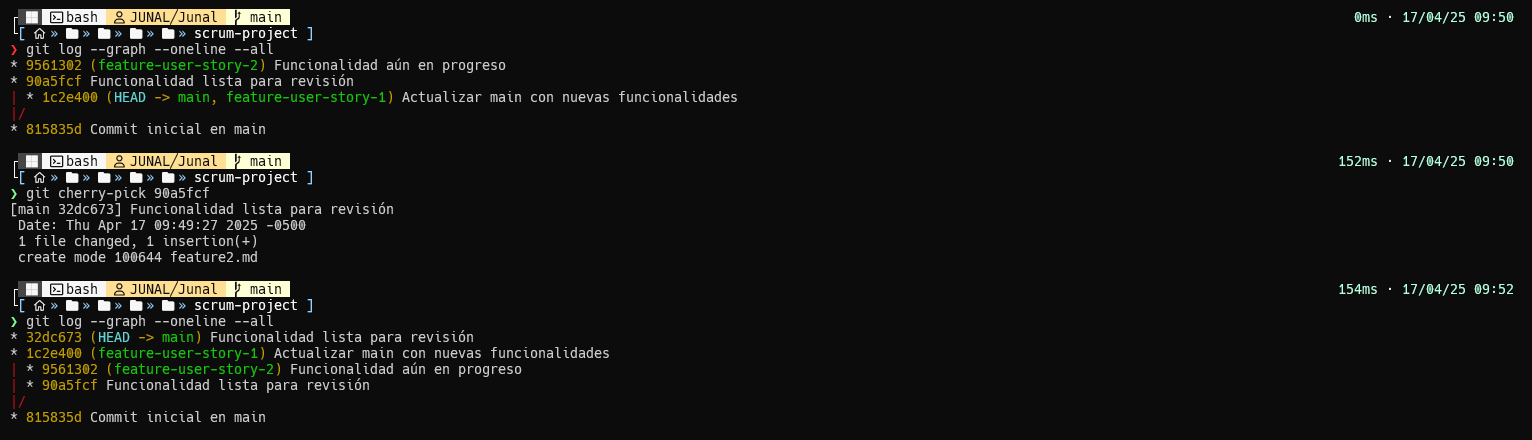 bash JUNAL/Junal main 0ms · 17/04/25 09:50
[ » » » » » scrum-project ]
❯ git log --graph --oneline --all
* 9561302 (feature-user-story-2) Funcionalidad aún en progreso
* 90a5fcf Funcionalidad lista para revisión
| * 1c2e400 (HEAD -> main, feature-user-story-1) Actualizar main con nuevas funcionalidades
|/
* 815835d Commit inicial en main
bash JUNAL/Junal main 152ms · 17/04/25 09:50
[ » » » » » scrum-project ]
❯ git cherry-pick 90a5fcf
[main 32dc673] Funcionalidad lista para revisión
Date: Thu Apr 17 09:49:27 2025 -0500
1 file changed, 1 insertion(+)
create mode 100644 feature2.md
bash JUNAL/Junal main 154ms · 17/04/25 09:52
[ » » » » » scrum-project ]
❯ git log --graph --oneline --all
* 32dc673 (HEAD -> main) Funcionalidad lista para revisión
* 1c2e400 (feature-user-story-1) Actualizar main con nuevas funcionalidades
| * 9561302 (feature-user-story-2) Funcionalidad aún en progreso
| * 90a5fcf Funcionalidad lista para revisión
|/
* 815835d Commit inicial en main